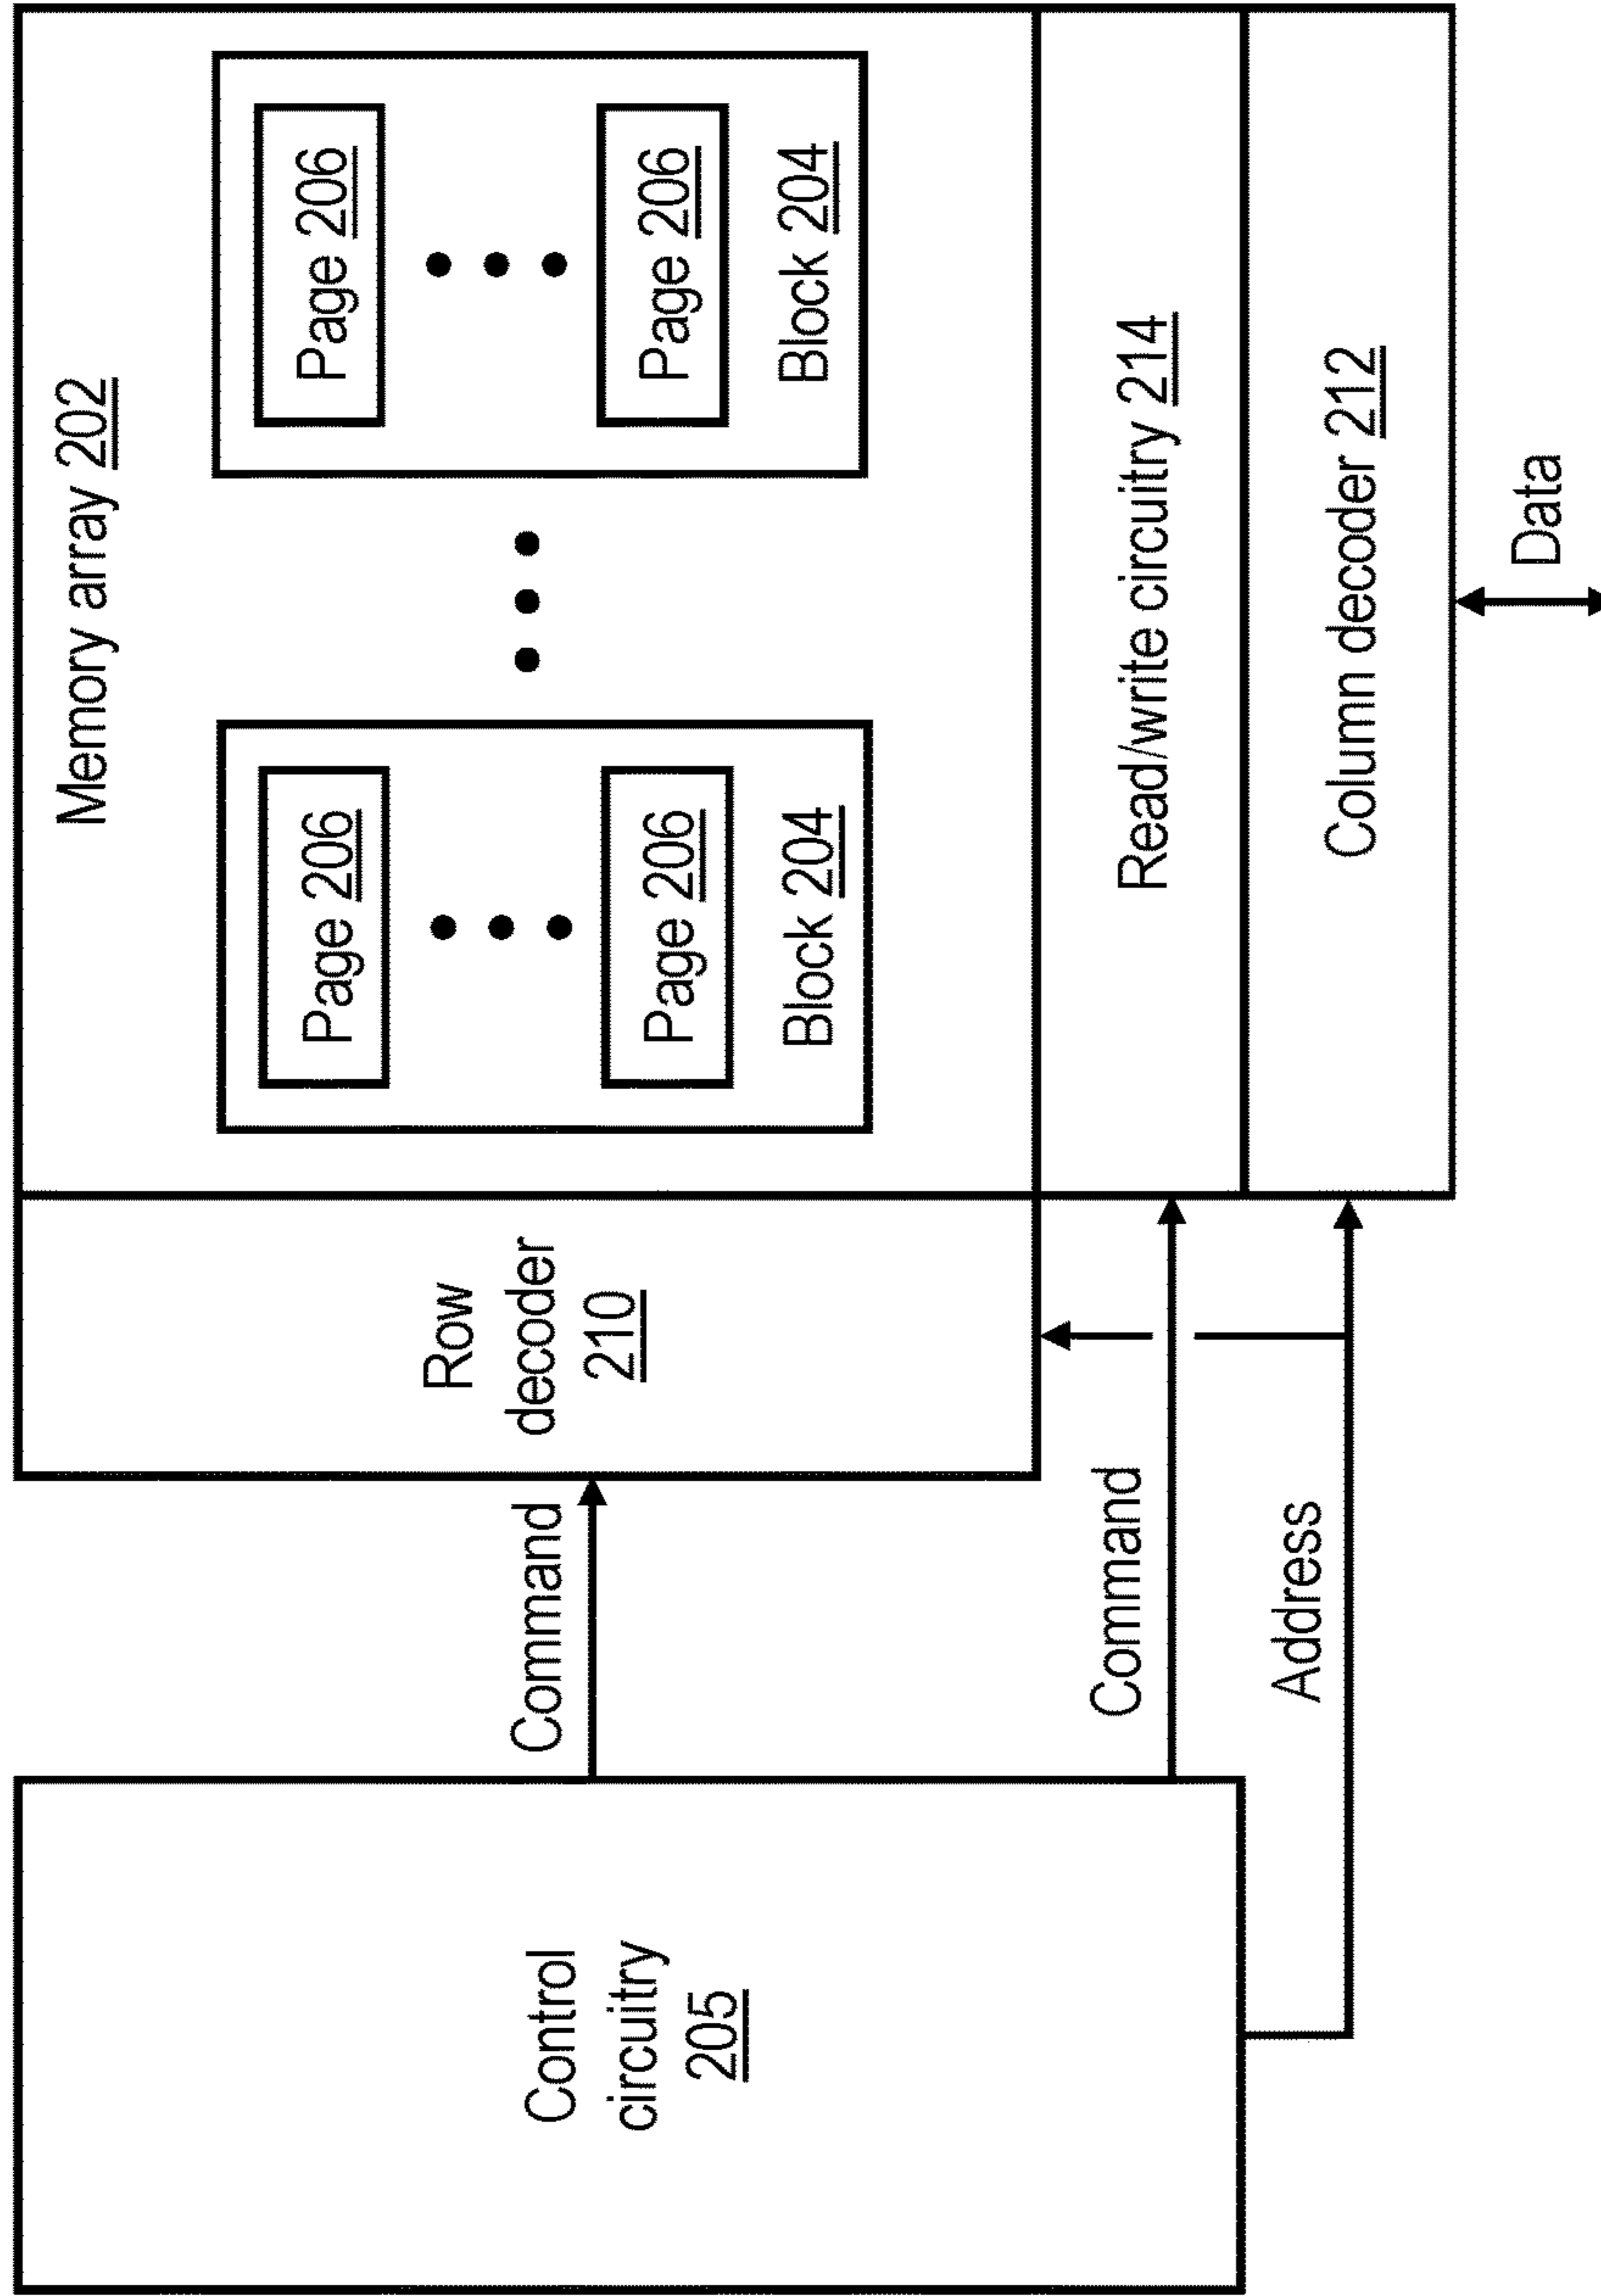 Memory array 202
Page 206
Page 206
Block 204
Page 206
Page 206
Block 204
Row
decoder
210
Control
circuitry
205
Command
Command
Address
Read/write circuitry 214
Column decoder 212
Data